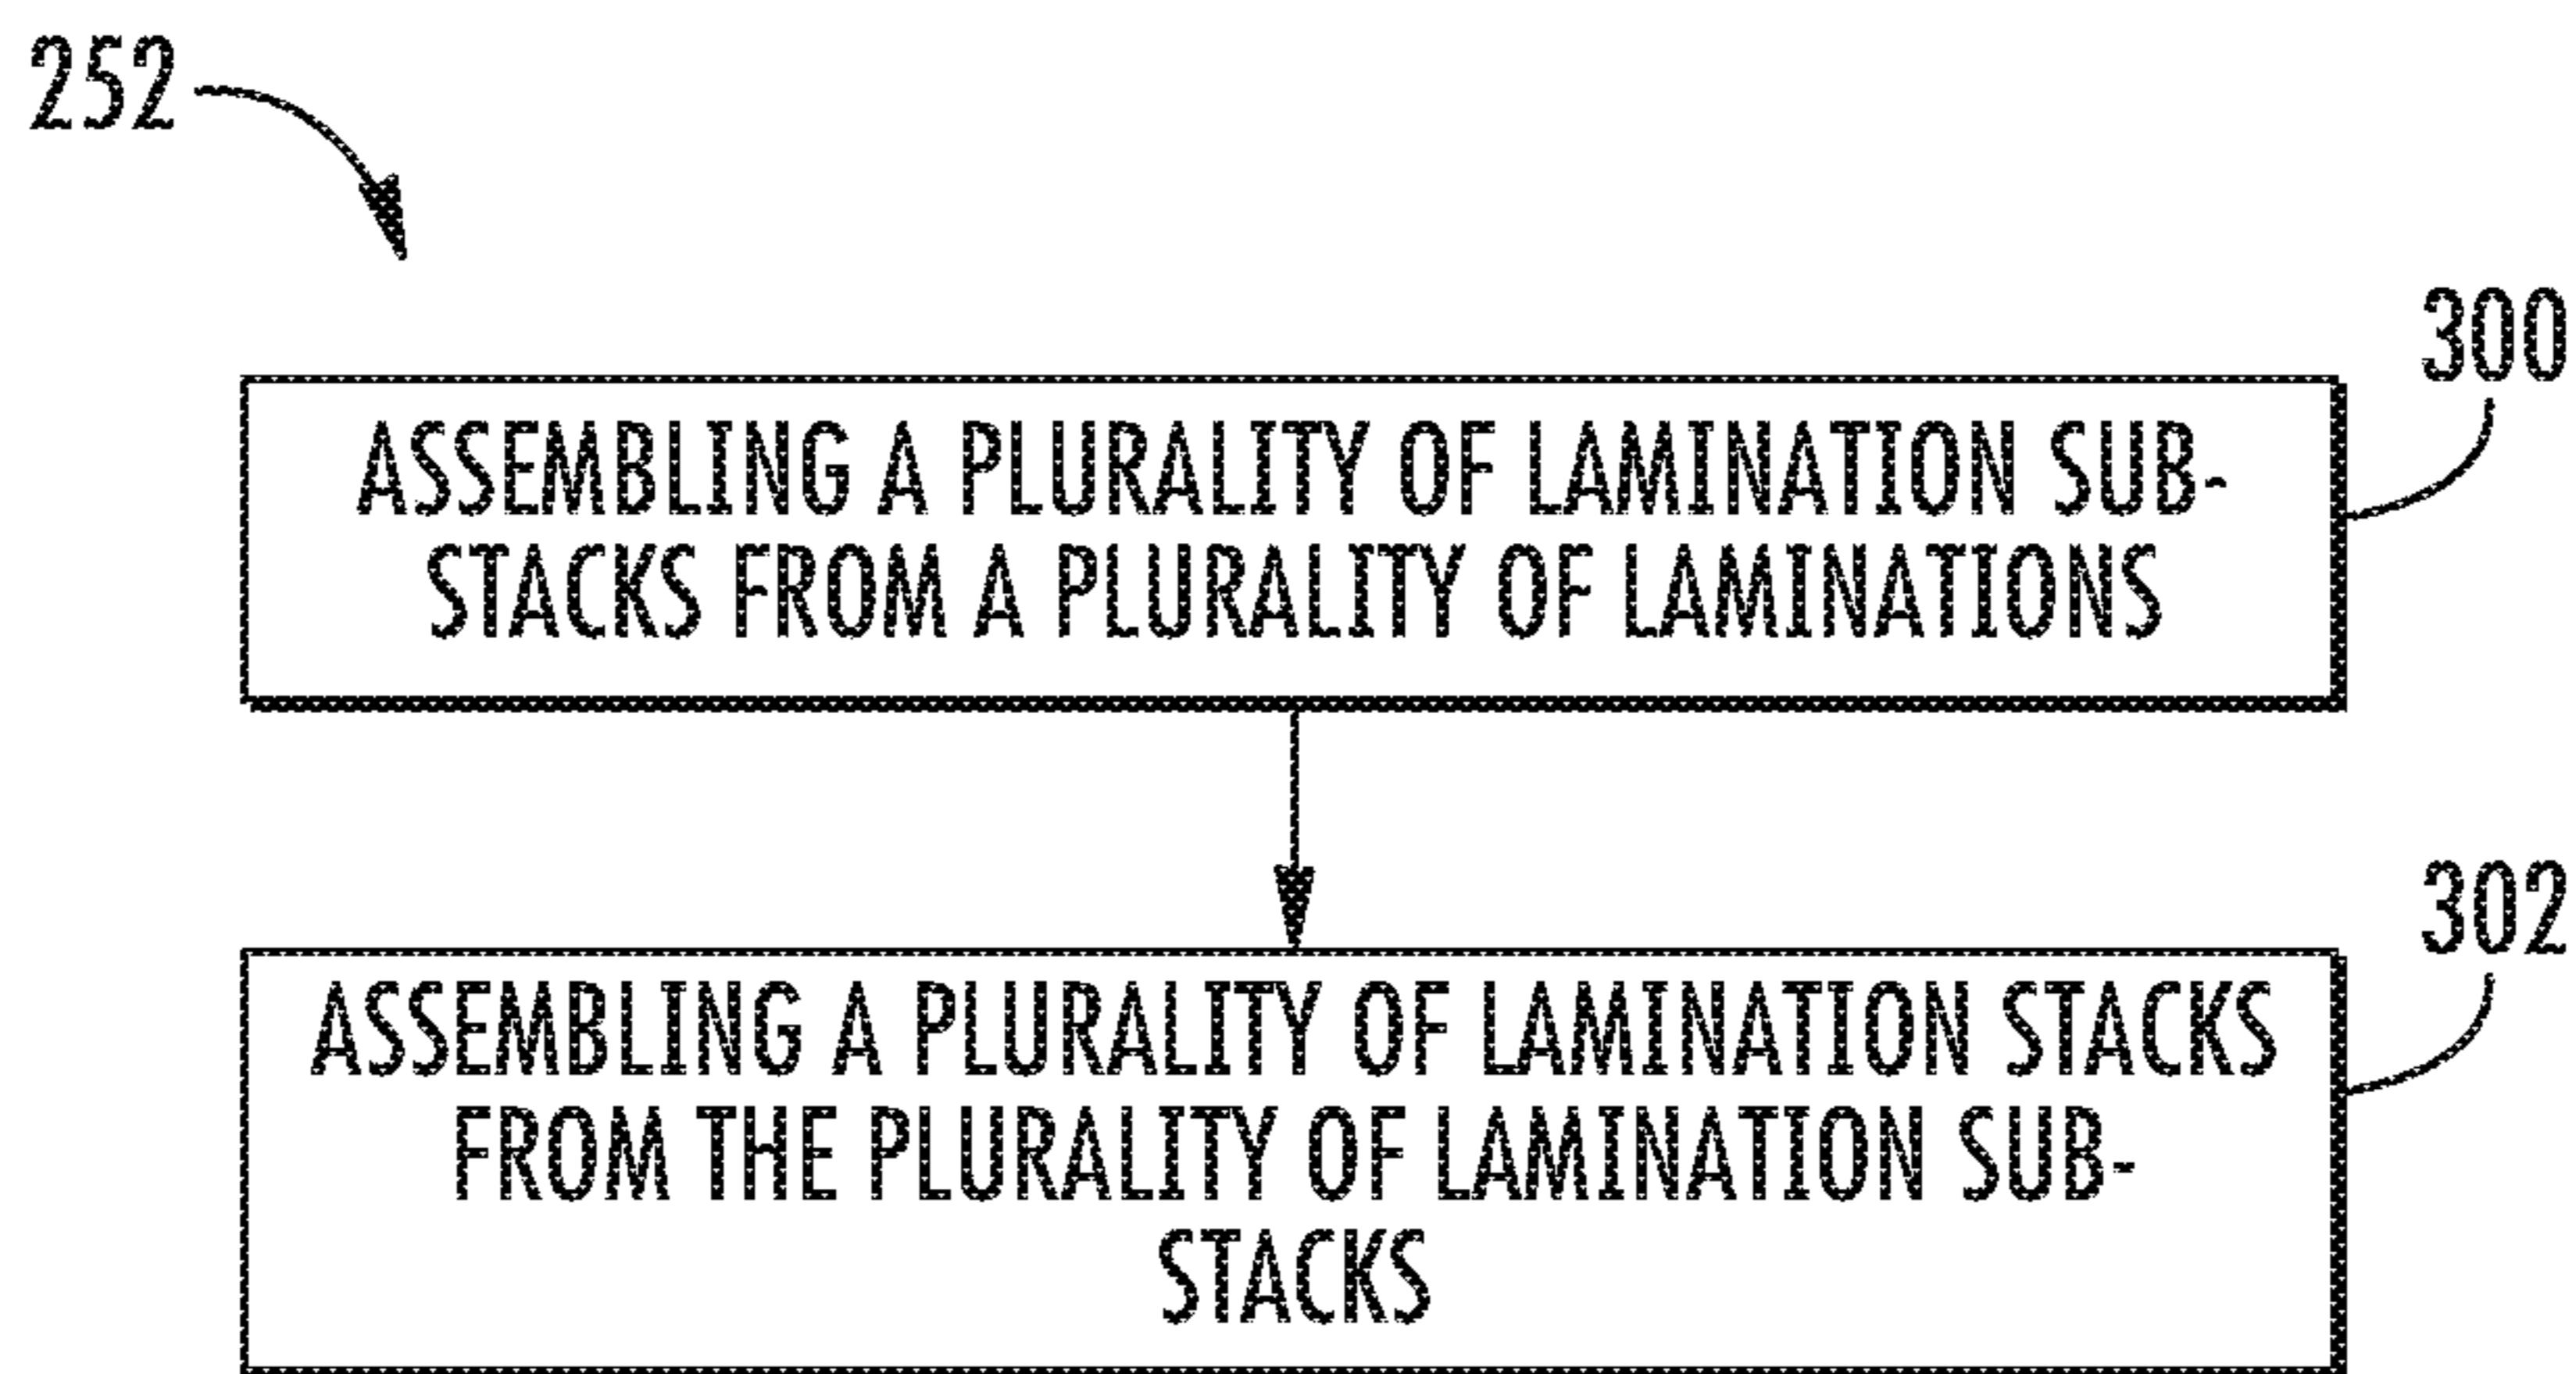 252
300
ASSEMBLING A PLURALITY OF LAMINATION SUB-
STACKS FROM A PLURALITY OF LAMINATIONS
302
ASSEMBLING A PLURALITY OF LAMINATION STACKS
FROM THE PLURALITY OF LAMINATION SUB-
STACKS